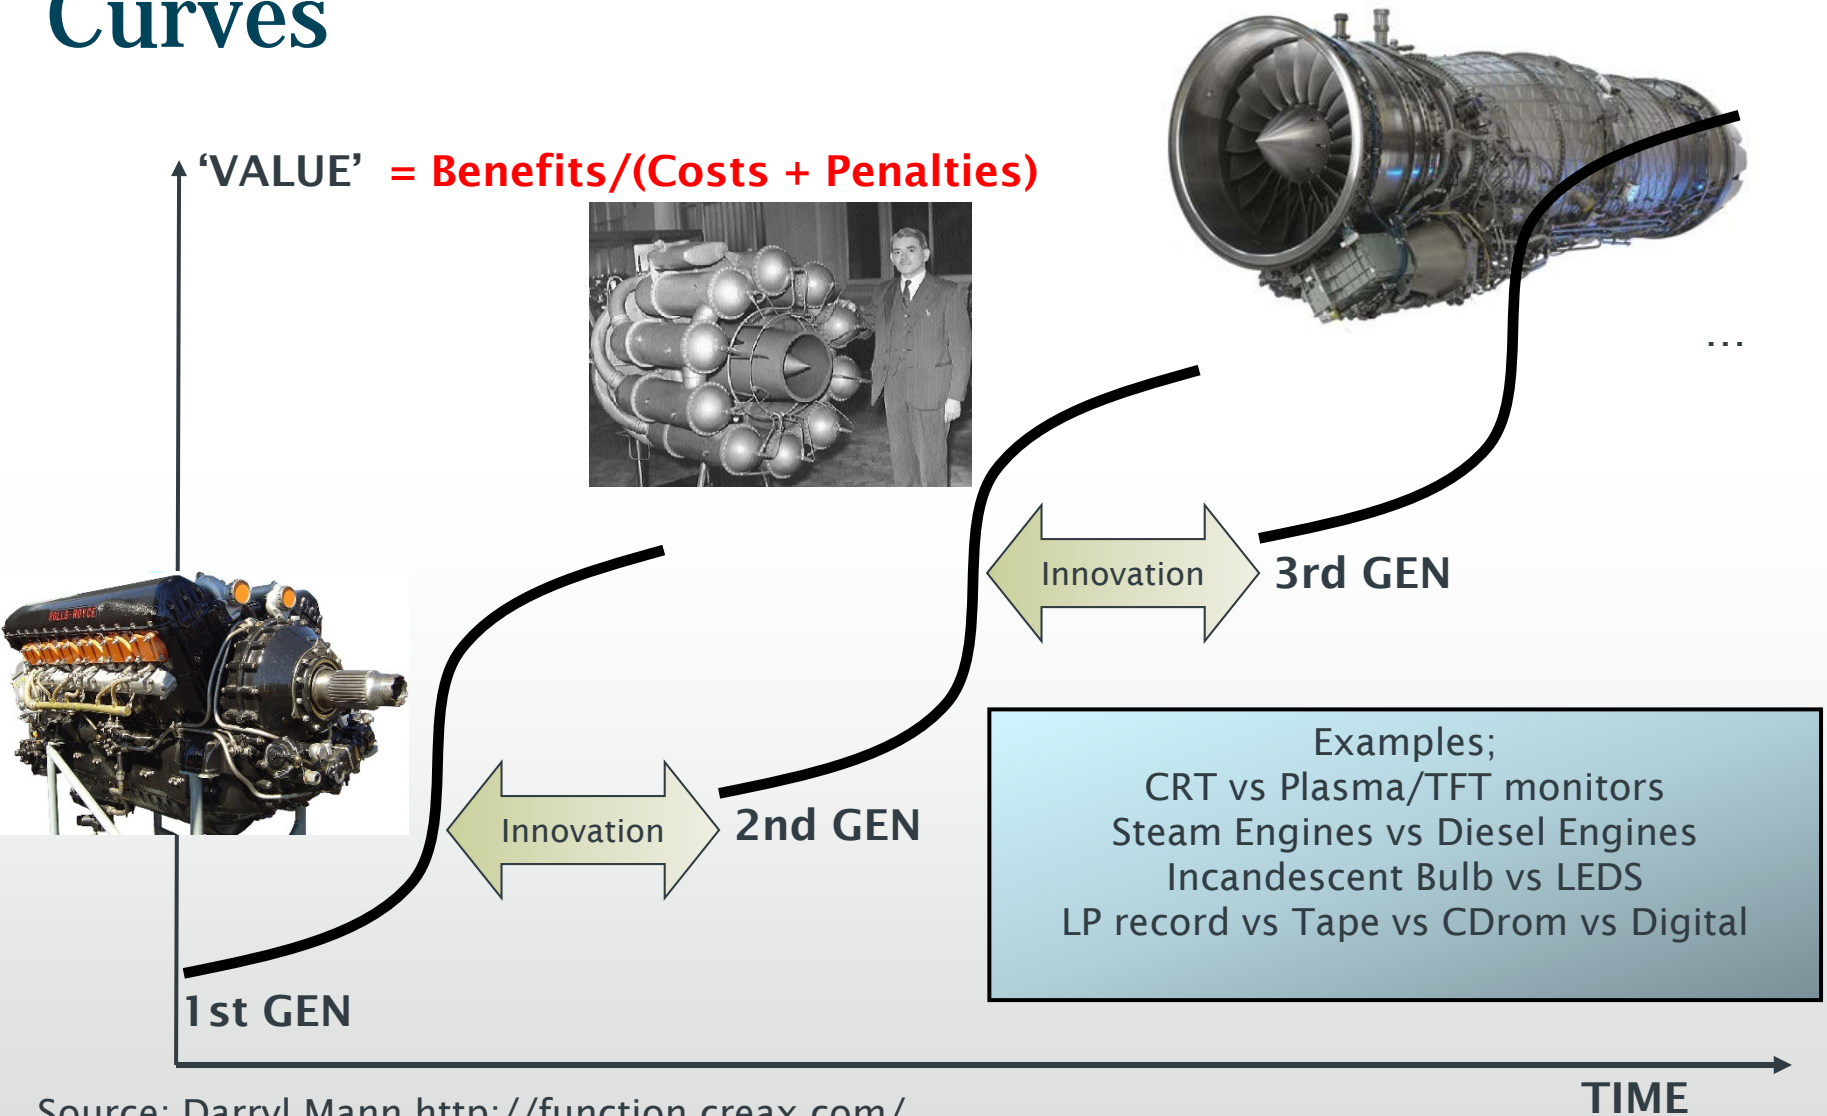 Curves
‘VALUE’ = Benefits/(Costs + Penalties)
...
ROLLS-ROYCE
Innovation
3rd GEN
Innovation
2nd GEN
Examples;
CRT vs Plasma/TFT monitors
Steam Engines vs Diesel Engines
Incandescent Bulb vs LEDS
LP record vs Tape vs CDrom vs Digital
1st GEN
TIME
Source: Darryl Mann http://function.creax.com/